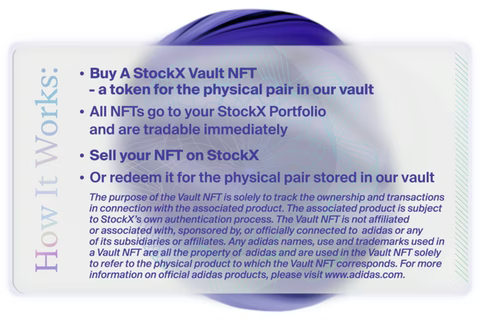 How It Works:
• Buy A StockX Vault NFT
- a token for the physical pair in our vault
• All NFTs go to your StockX Portfolio
and are tradable immediately
• Sell your NFT on StockX
• Or redeem it for the physical pair stored in our vault
The purpose of the Vault NFT is solely to track the ownership and transactions
in connection with the associated product. The associated product is subject
to StockX's own authentication process. The Vault NFT is not affiliated
or associated with, sponsored by, or officially connected to adidas or any
of its subsidiaries or affiliates. Any adidas names, use and trademarks used in
a Vault NFT are all the property of adidas and are used in the Vault NFT solely
to refer to the physical product to which the Vault NFT corresponds. For more
information on official adidas products, please visit www.adidas.com.